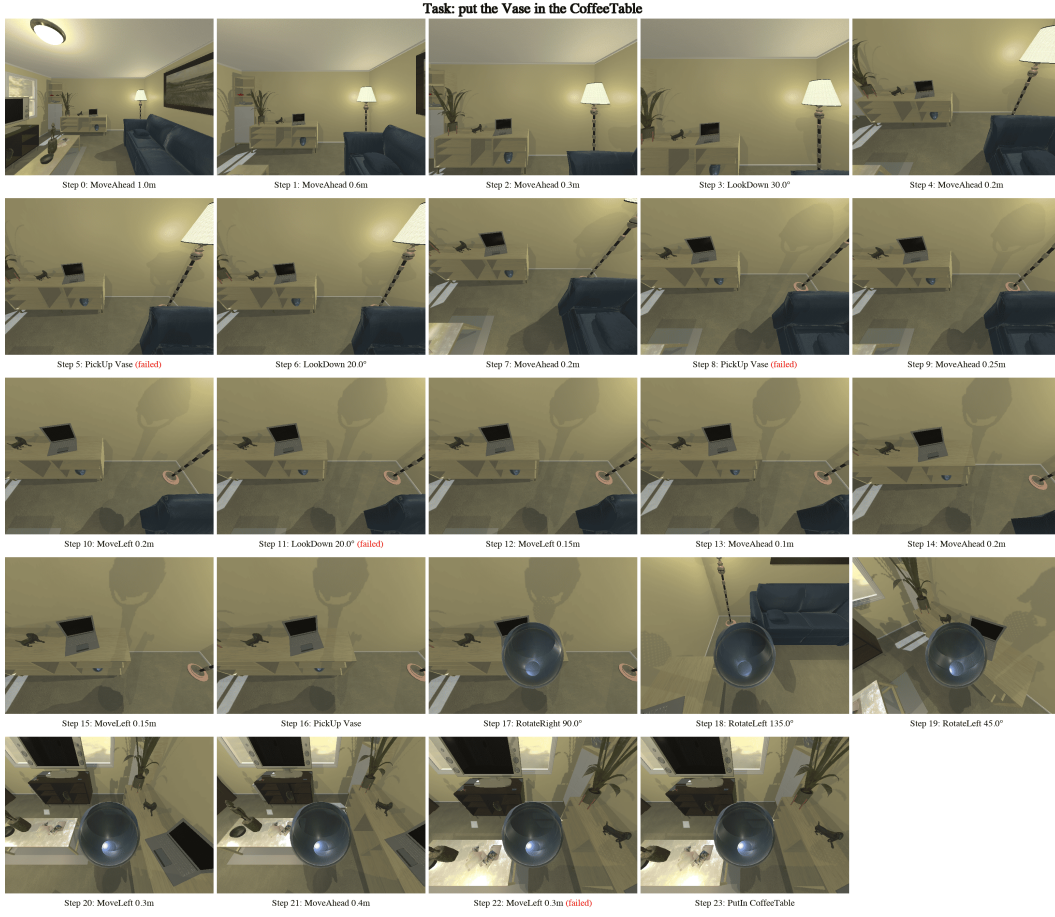 Task: put the Vase in the CoffeeTable
Step 0: MoveAhead 1.0m
Step 1: MoveAhead 0.6m
Step 2: MoveAhead 0.3m
Step 3: LookDown 30.0°
Step 4: MoveAhead 0.2m
Step 5: PickUp Vase (failed)
Step 6: LookDown 20.0°
Step 7: MoveAhead 0.2m
Step 8: PickUp Vase (failed)
Step 9: MoveAhead 0.25m
Step 10: MoveLeft 0.2m
Step 11: LookDown 20.0° (failed)
Step 12: MoveLeft 0.15m
Step 13: MoveAhead 0.1m
Step 14: MoveAhead 0.2m
Step 15: MoveLeft 0.15m
Step 16: PickUp Vase
Step 17: RotateRight 90.0°
Step 18: RotateLeft 135.0°
Step 19: RotateLeft 45.0°
Step 20: MoveLeft 0.3m
Step 21: MoveAhead 0.4m
Step 22: MoveLeft 0.3m (failed)
Step 23: PutIn CoffeeTable